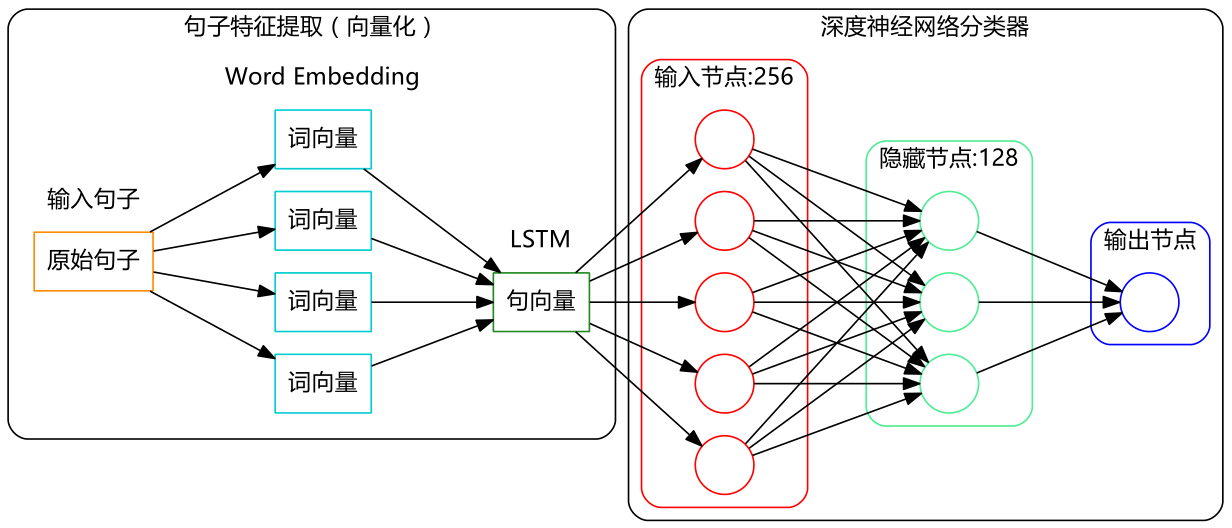 句子特征提取（向量化）
Word Embedding
输入句子
原始句子
词向量
词向量
词向量
词向量
LSTM
句向量
深度神经网络分类器
输入节点:256
隐藏节点:128
输出节点